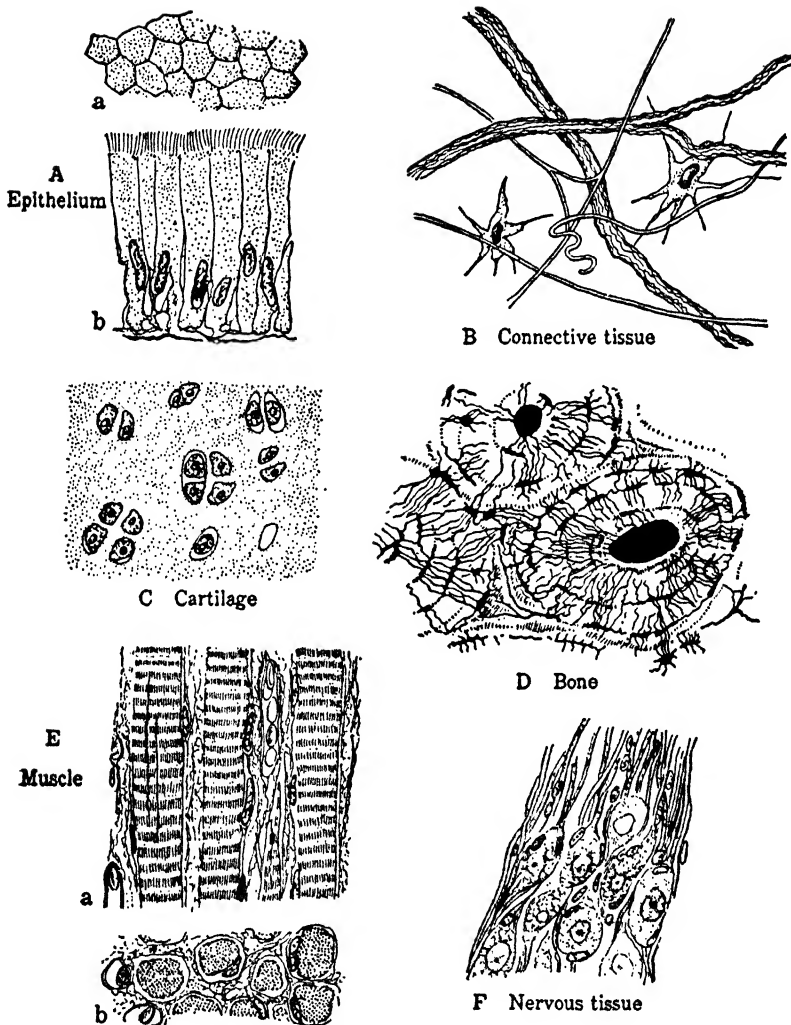 a
A
Epithelium
b
B Connective tissue
C Cartilage
D Bone
E
Muscle
a
b
F Nervous tissue